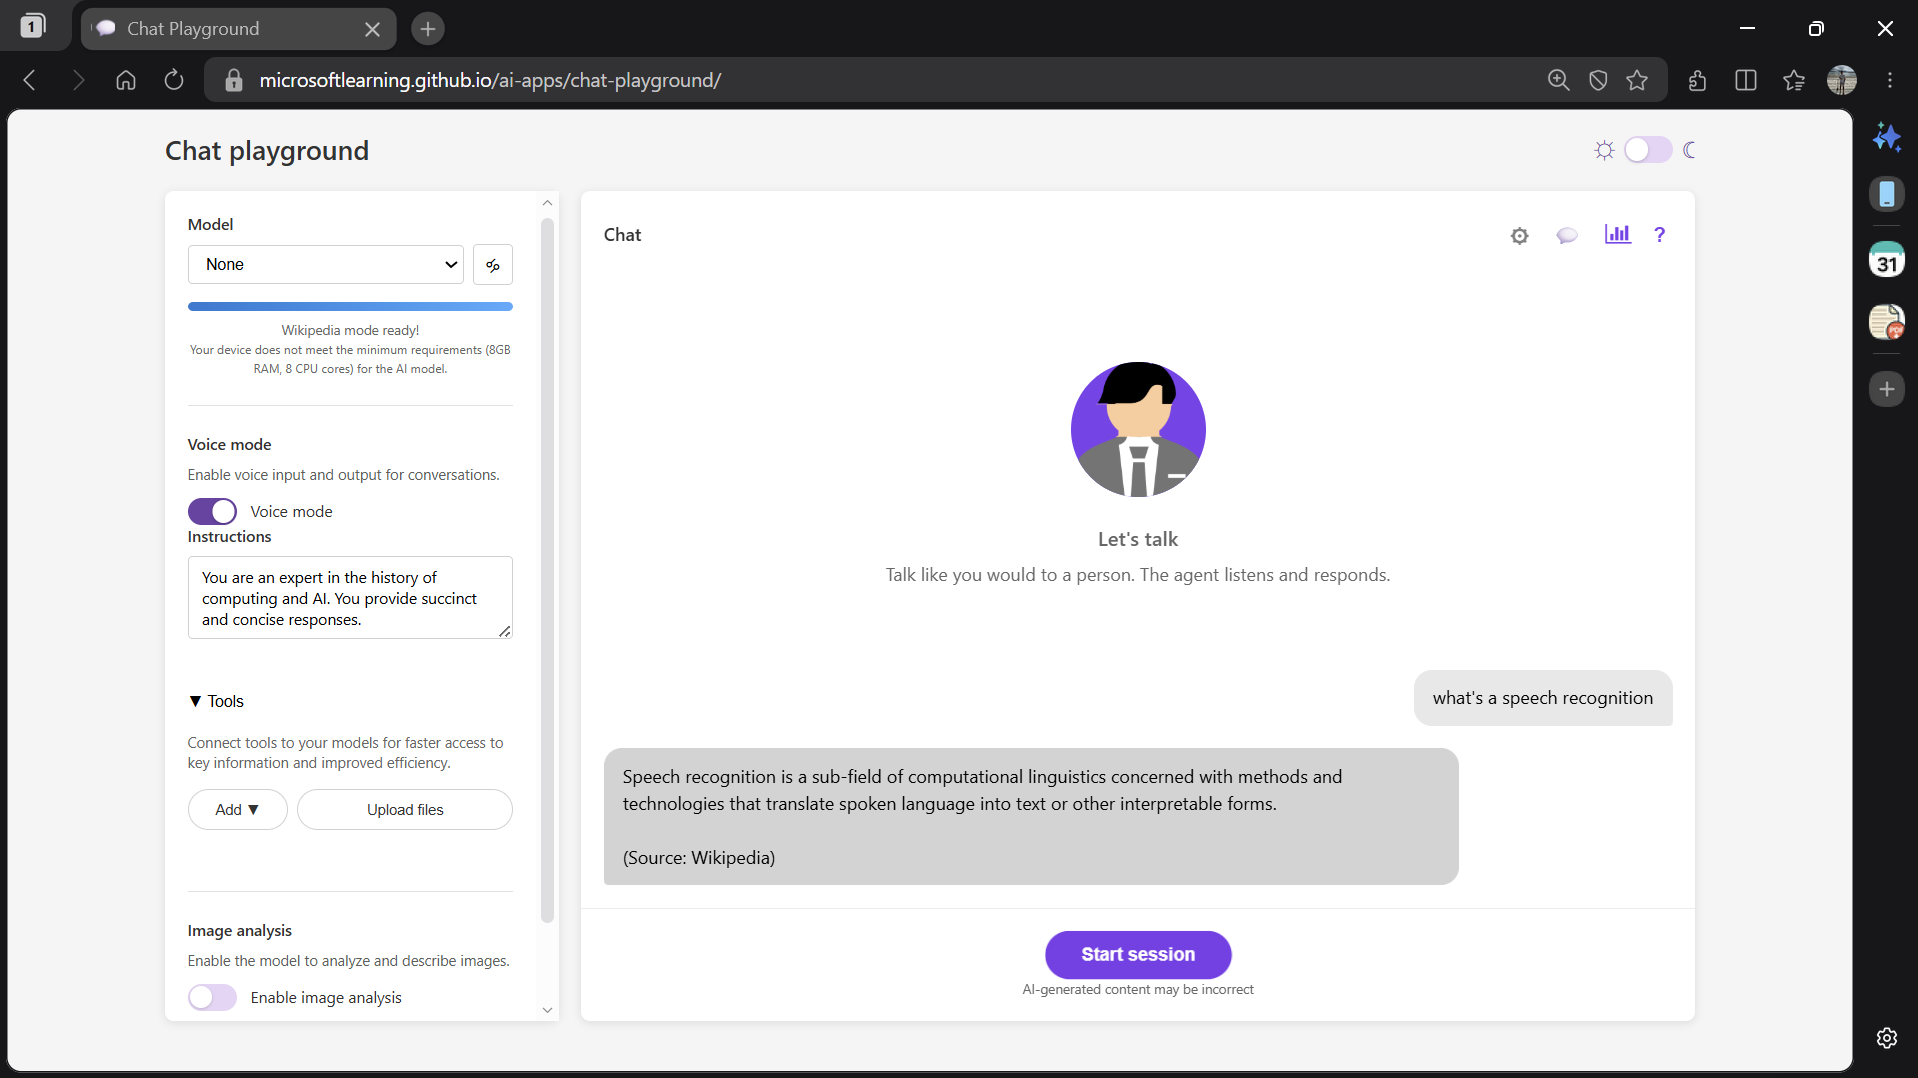 1
Chat Playground
microsoftlearning.github.io/ai-apps/chat-playground/
Chat playground
Model
None
Wikipedia mode ready!
Your device does not meet the minimum requirements (8GB
RAM, 8 CPU cores) for the AI model.
Voice mode
Enable voice input and output for conversations.
Voice mode
Instructions
You are an expert in the history of
computing and AI. You provide succinct
and concise responses.
▼ Tools
Connect tools to your models for faster access to
key information and improved efficiency.
Add ▼
Upload files
Image analysis
Enable the model to analyze and describe images.
Enable image analysis
Chat
?
Let's talk
Talk like you would to a person. The agent listens and responds.
what's a speech recognition
Speech recognition is a sub-field of computational linguistics concerned with methods and
technologies that translate spoken language into text or other interpretable forms.
(Source: Wikipedia)
Start session
AI-generated content may be incorrect
31
PDF